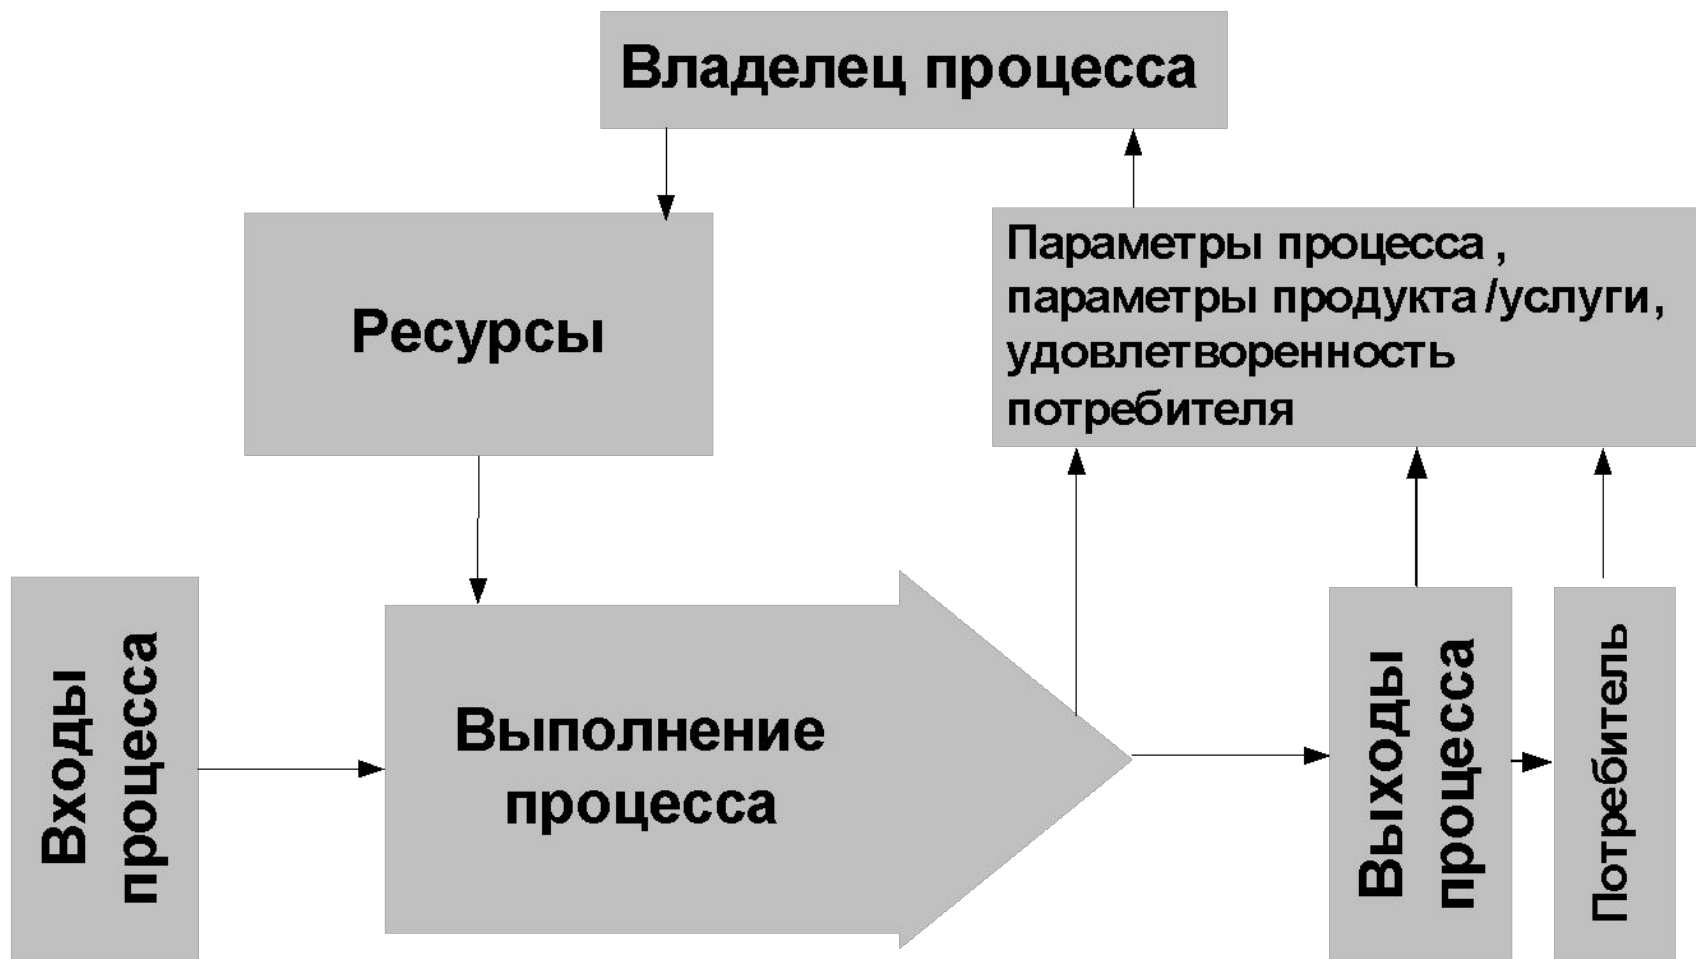 Владелец процесса
Ресурсы
Параметры процесса ,
параметры продукта /услуги,
удовлетворенность
потребителя
Входы
процесса
Выполнение
процесса
Выходы
процесса
Потребитель